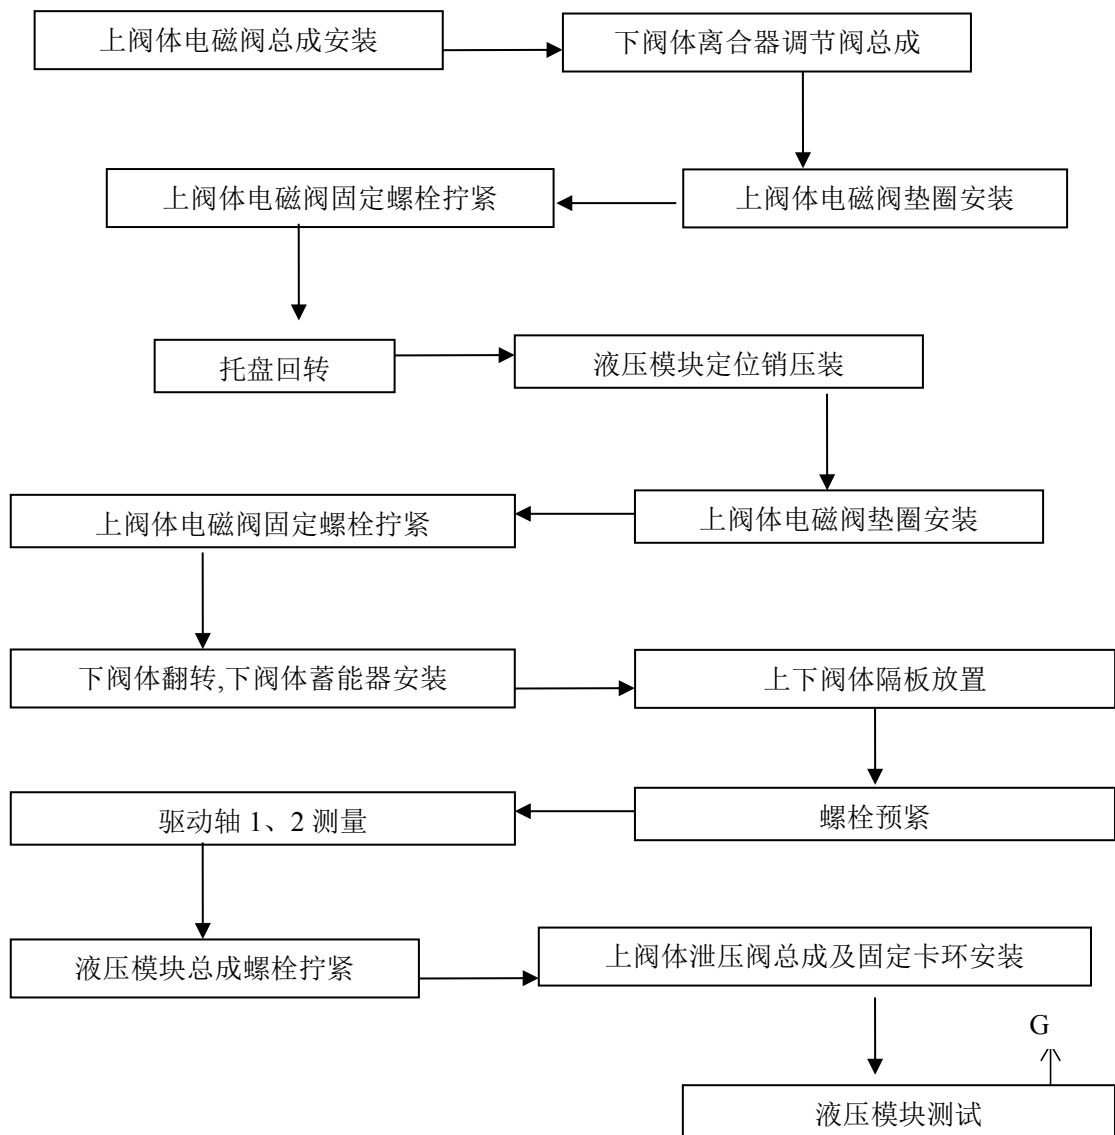 上阀体电磁阀总成安装
下阀体离合器调节阀总成
上阀体电磁阀垫圈安装
上阀体电磁阀固定螺栓拧紧
托盘回转
液压模块定位销压装
上阀体电磁阀垫圈安装
上阀体电磁阀固定螺栓拧紧
下阀体翻转,下阀体蓄能器安装
上下阀体隔板放置
螺栓预紧
驱动轴 1、2 测量
液压模块总成螺栓拧紧
上阀体泄压阀总成及固定卡环安装
G
液压模块测试